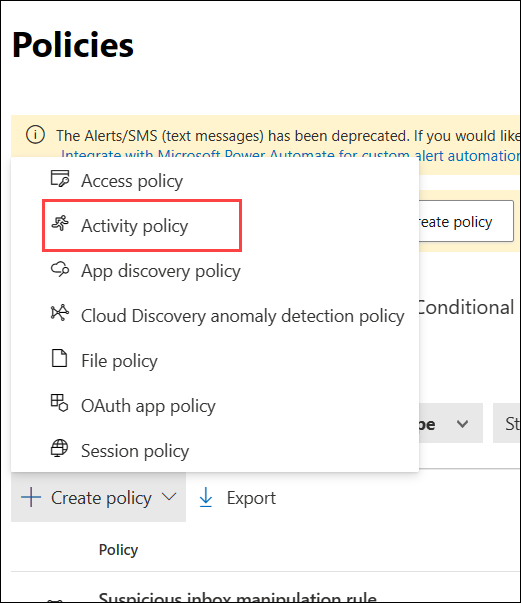 Policies
The Alerts/SMS (text messages) has been deprecated. If you would like
Integrate with Microsoft Power Automate for custom alert automation
Access policy
Activity policy
reate policy
App discovery policy
Conditional
Cloud Discovery anomaly detection policy
File policy
OAuth app policy
pe
St
Session policy
Create policy
Export
Policy
Suspicious inbox manipulation rule